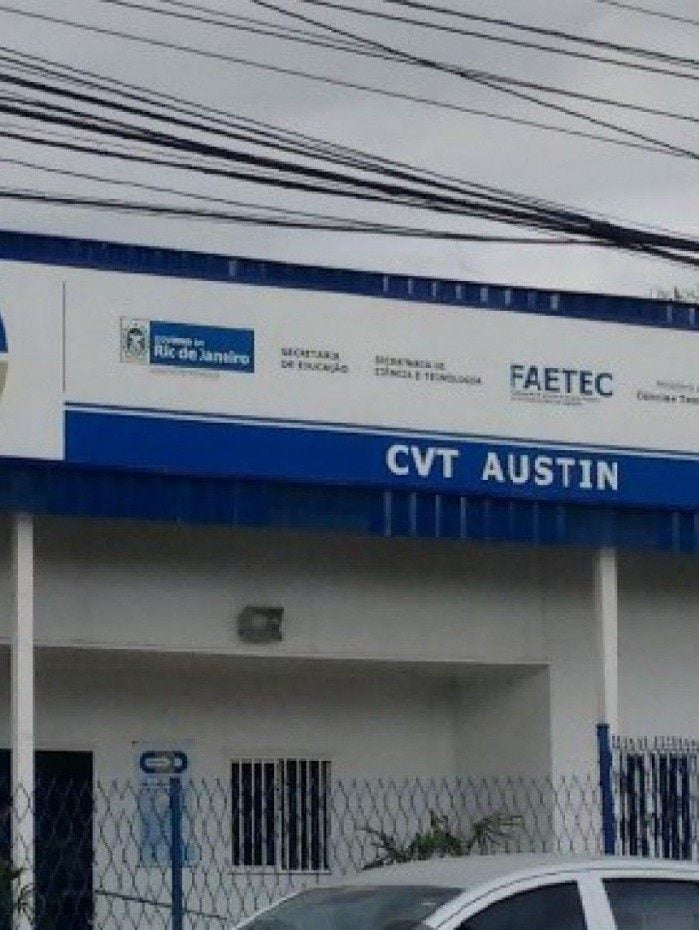 GOVERNO DO
Rio de Janeiro
SECRETARIA
DE EDUCAÇÃO
SECRETARIA DE
CIÊNCIA E TECNOLOGIA
FAETEC
CVT AUSTIN